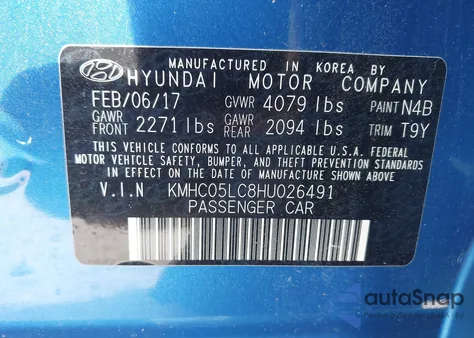 MANUFACTURED IN KOREA BY
HYUNDAI MOTOR COMPANY
FEB/06/17 GVWR 4079 lbs PAINT N4B
GAWR FRONT 2271 lbs GAWR REAR 2094 lbs TRIM T9Y
THIS VEHICLE CONFORMS TO ALL APPLICABLE U.S.A. FEDERAL
MOTOR VEHICLE SAFETY, BUMPER, AND THEFT PREVENTION STANDARDS
IN EFFECT ON THE DATE OF MANUFACTURE SHOWN ABOVE.
V.I.N KMHC05LC8HU026491
PASSENGER CAR
autoSnap